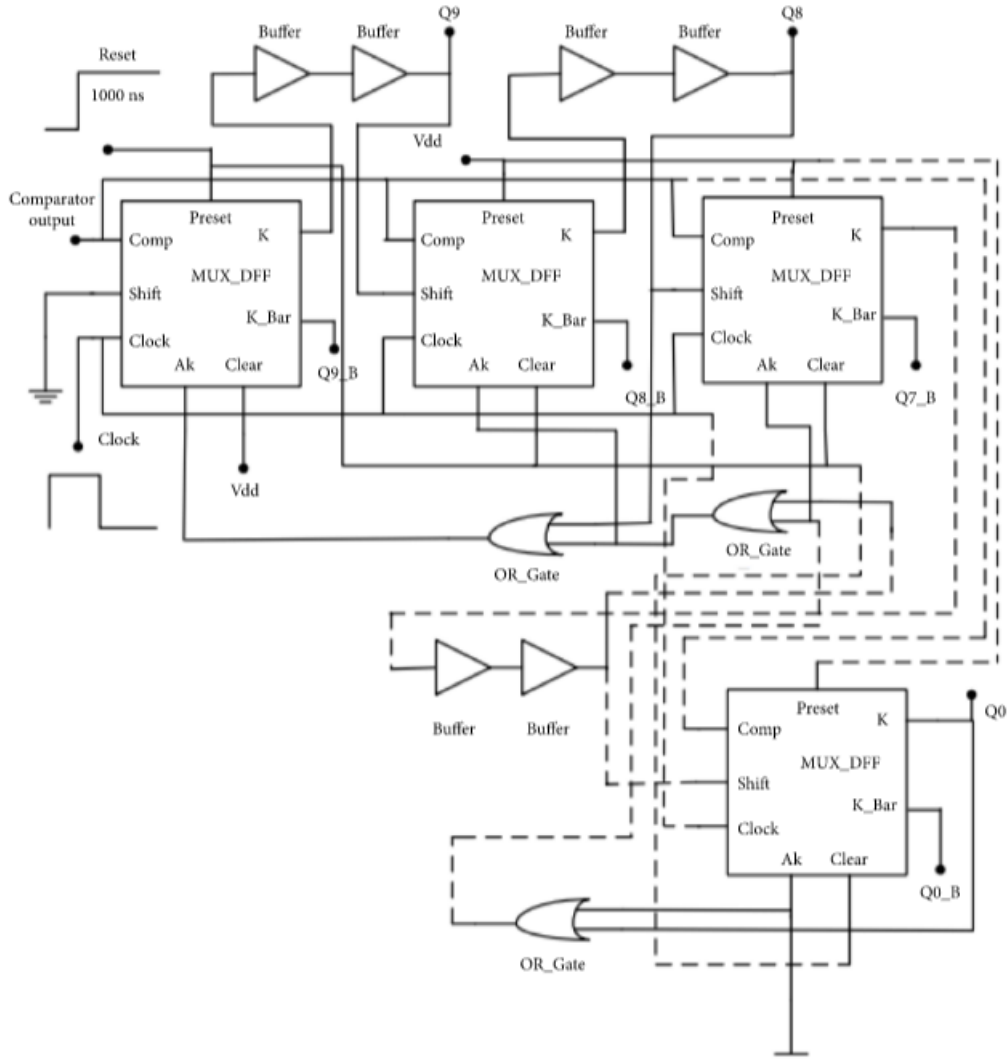 Q9
Q8
Buffer
Buffer
Buffer
Buffer
Reset
1000 ns
Vdd
Comparator
output
Preset
K
Comp
MUX_DFF
Shift
K_Bar
Clock
Ak
Clear
Q9_B
Preset
K
Comp
MUX_DFF
Shift
K_Bar
Clock
Ak
Clear
Q8_B
Preset
K
Comp
MUX_DFF
Shift
K_Bar
Clock
Ak
Clear
Q7_B
Clock
Vdd
OR_Gate
OR_Gate
Buffer
Buffer
Preset
K
Q0
Comp
MUX_DFF
Shift
K_Bar
Clock
Ak
Clear
Q0_B
OR_Gate